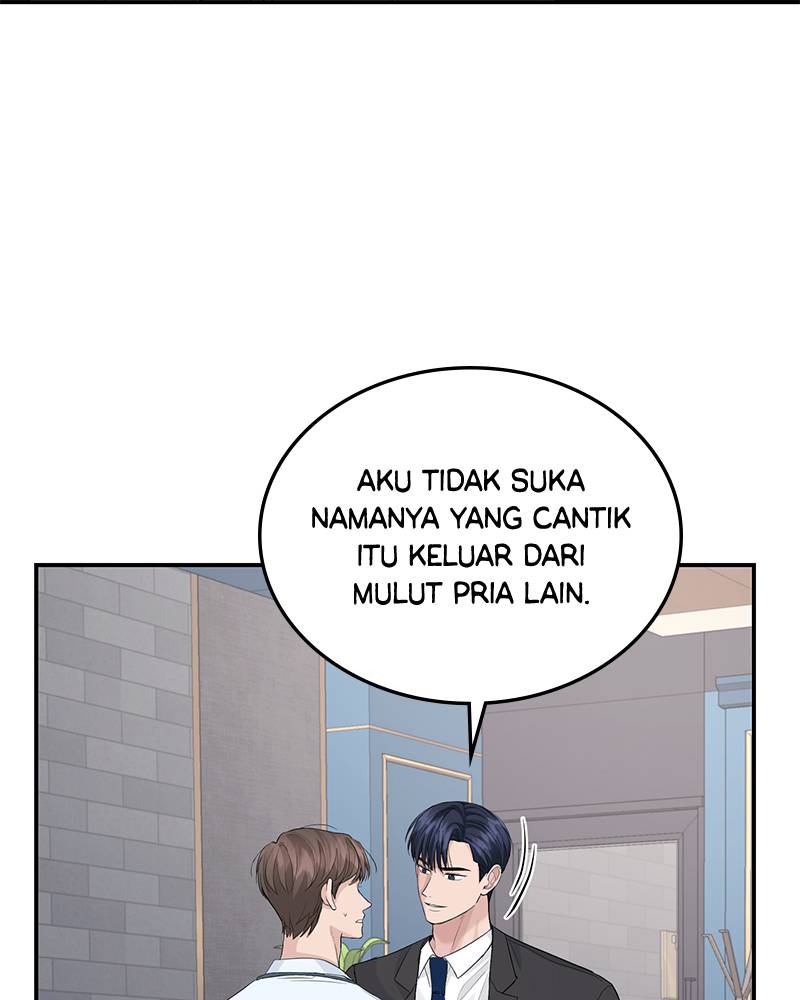 AKU TIDAK SUKA
NAMANYA YANG CANTIK
ITU KELUAR DARI
MULUT PRIA LAIN.